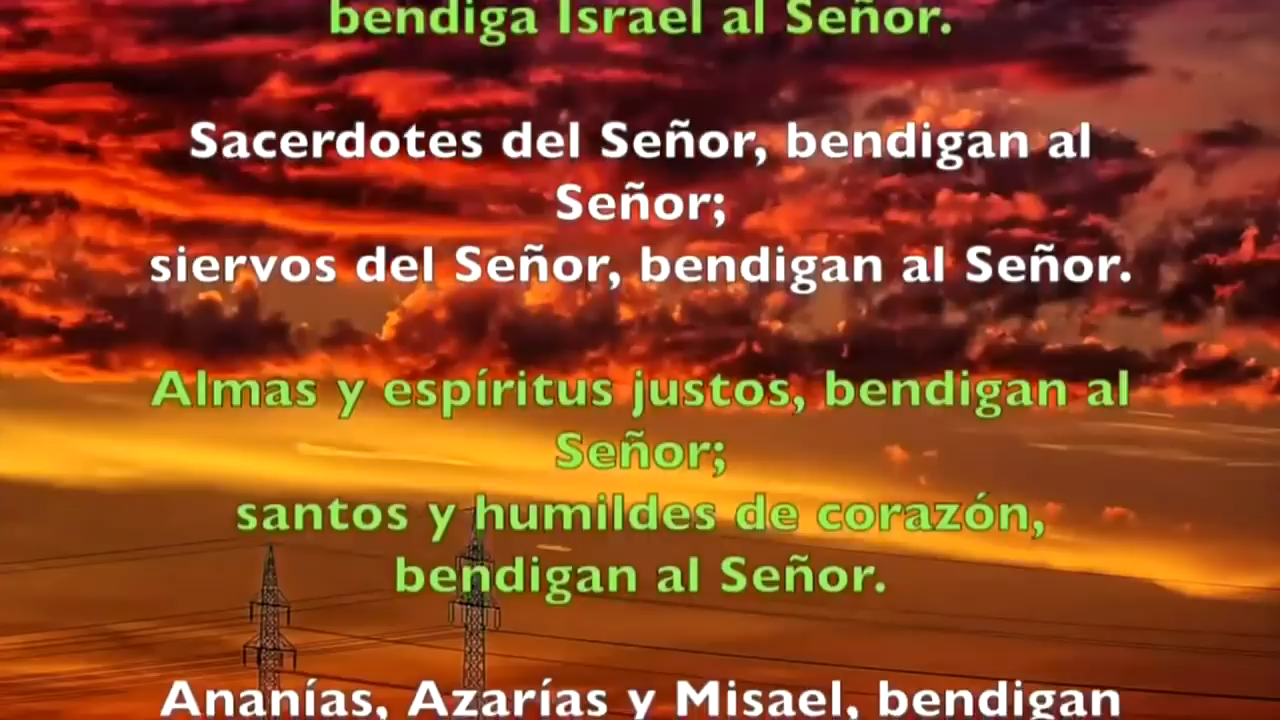 bendiga Israel al Señor.
Sacerdotes del Señor, bendigan al
Señor;
siervos del Señor, bendigan al Señor.
Almas y espíritus justos, bendigan al
Señor;
santos y humildes de corazón,
bendigan al Señor.
Ananías, Azarías y Misael, bendigan